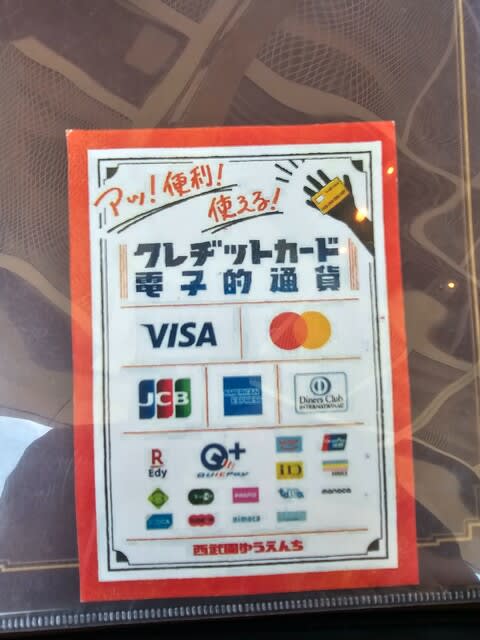 アッ!便利!
使える!
クレヂットカード
電子的通貨
VISA
JCB
AMERICAN EXPRESS
Diners Club
INTERNATIONAL
R Edy
Q+
QUICPay
iD
manaca
nimoca
西武園ゆうえんち